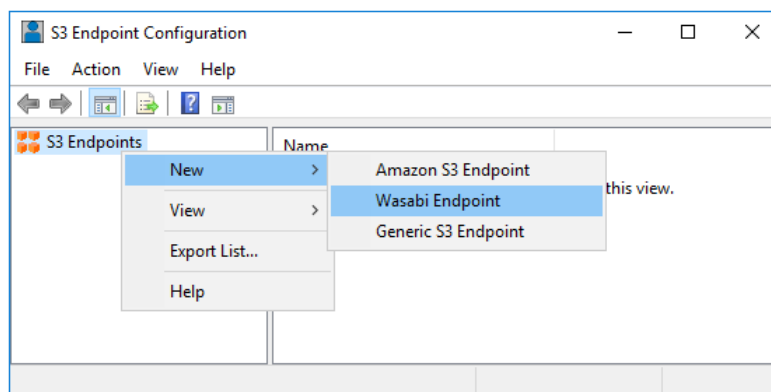 S3 Endpoint Configuration
File Action View Help
S3 Endpoints
Name
New
Amazon S3 Endpoint
Wasabi Endpoint
this view.
View
Generic S3 Endpoint
Export List...
Help